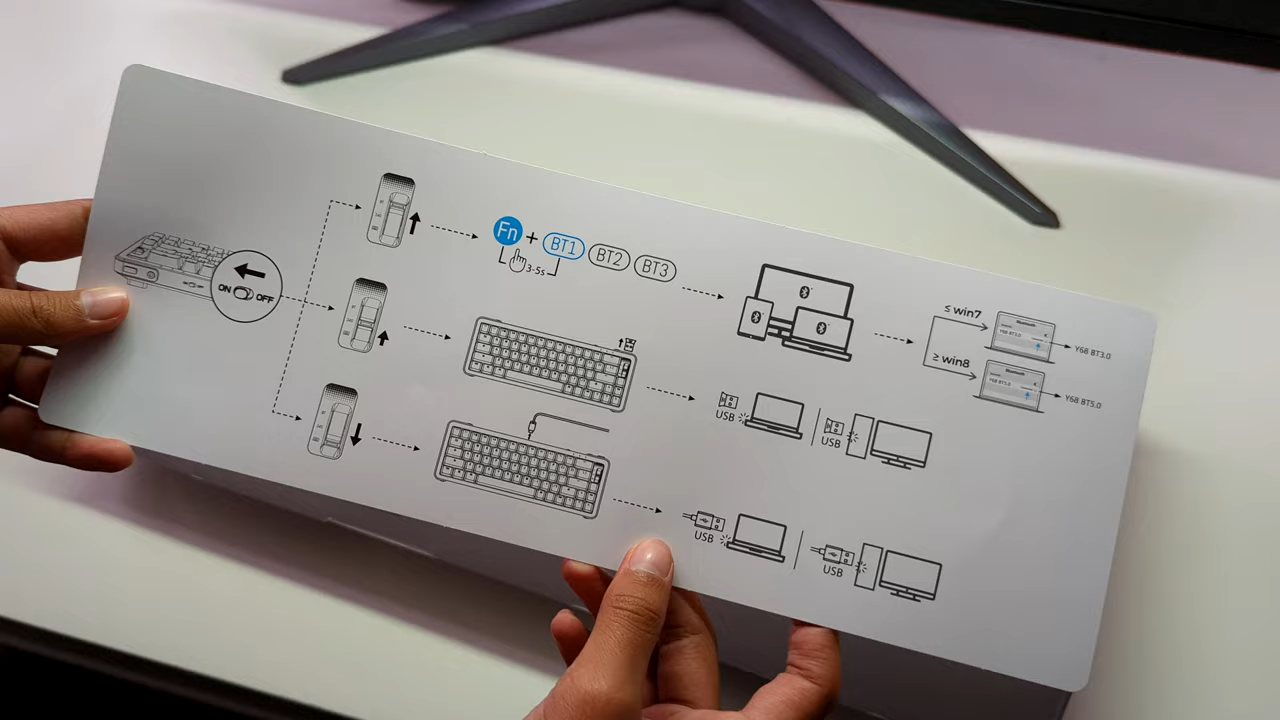 ON OFF
Fn + BT1 BT2 BT3
3-5s
≤ win7
Y68 BT3.0
≥ win8
Y68 BT5.0
USB
USB
USB
USB